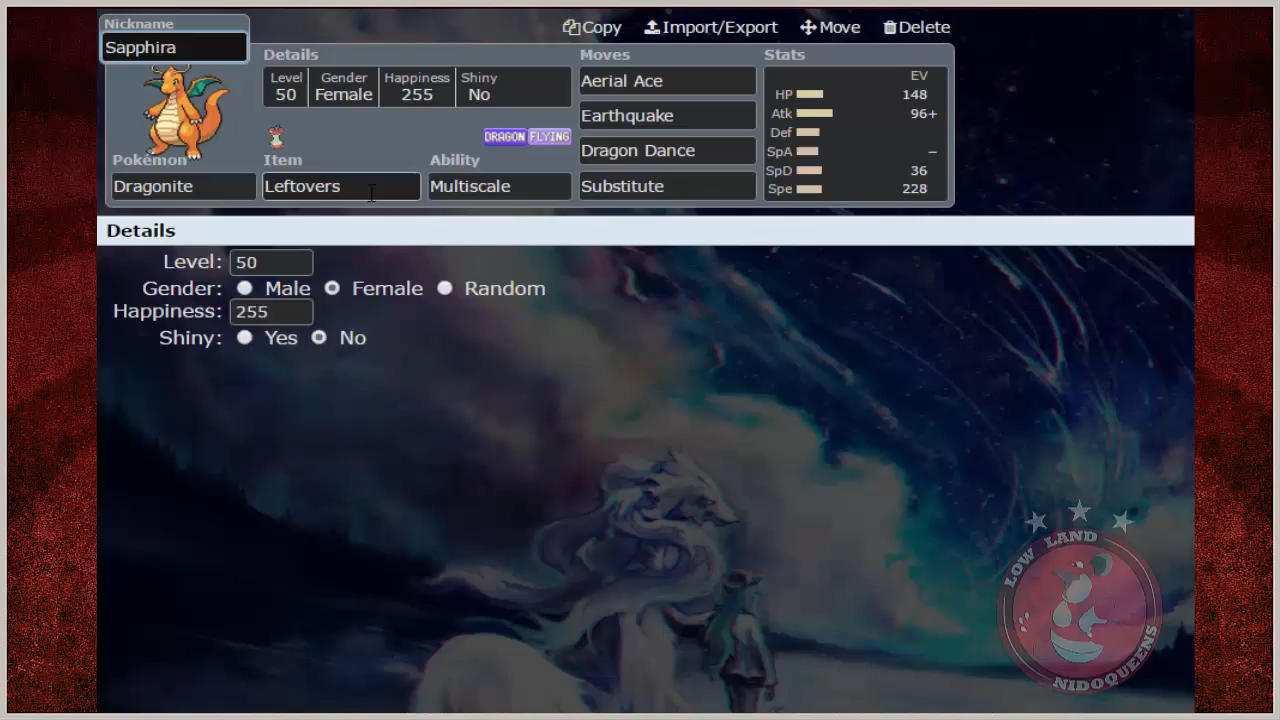 Nickname
Sapphira
Copy Import/Export Move Delete
Details
Level Gender Happiness Shiny
50 Female 255 No
DRAGON FLYING
Pokémon Item Ability
Dragonite Leftovers Multiscale
Moves
Aerial Ace
Earthquake
Dragon Dance
Substitute
Stats
EV
HP 148
Atk 96+
Def
SpA –
SpD 36
Spe 228
Details
Level: 50
Gender: Male Female Random
Happiness: 255
Shiny: Yes No
LOW LAND
NIDOQUEENS